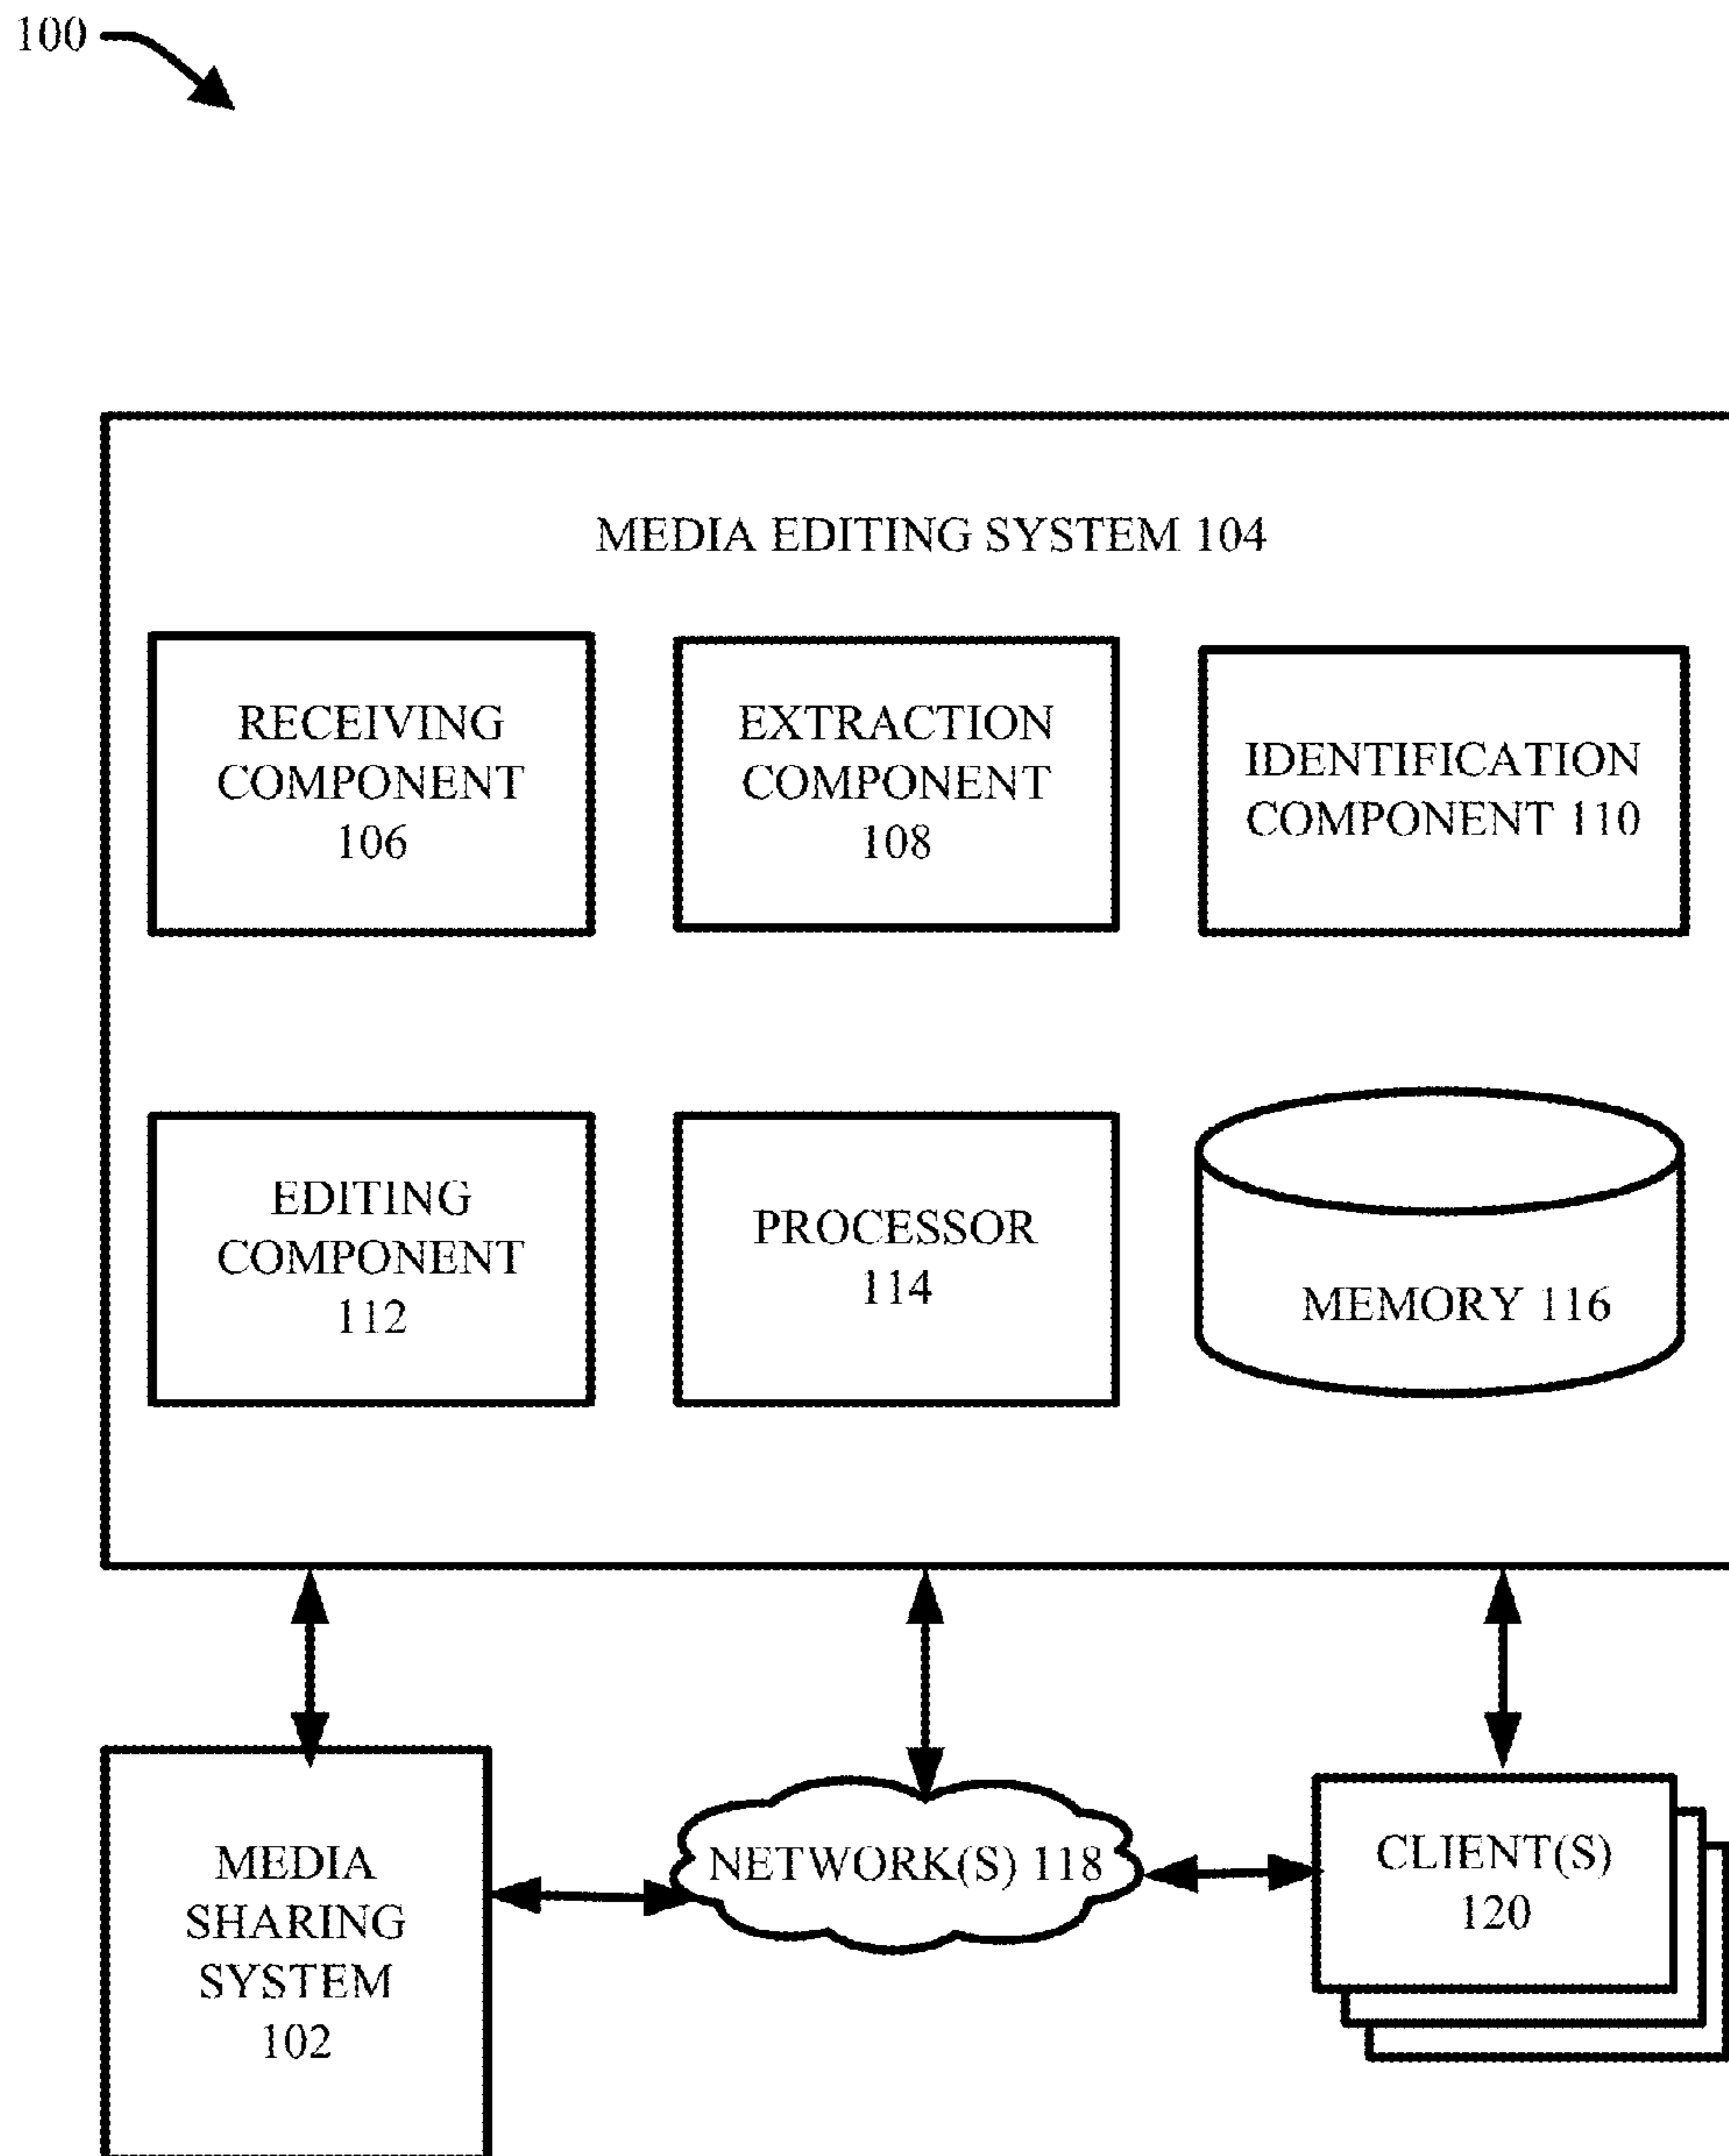 100
MEDIA EDITING SYSTEM 104
RECEIVING
COMPONENT
106
EXTRACTION
COMPONENT
108
IDENTIFICATION
COMPONENT 110
EDITING
COMPONENT
112
PROCESSOR
114
MEMORY 116
MEDIA
SHARING
SYSTEM
102
NETWORK(S) 118
CLIENT(S)
120